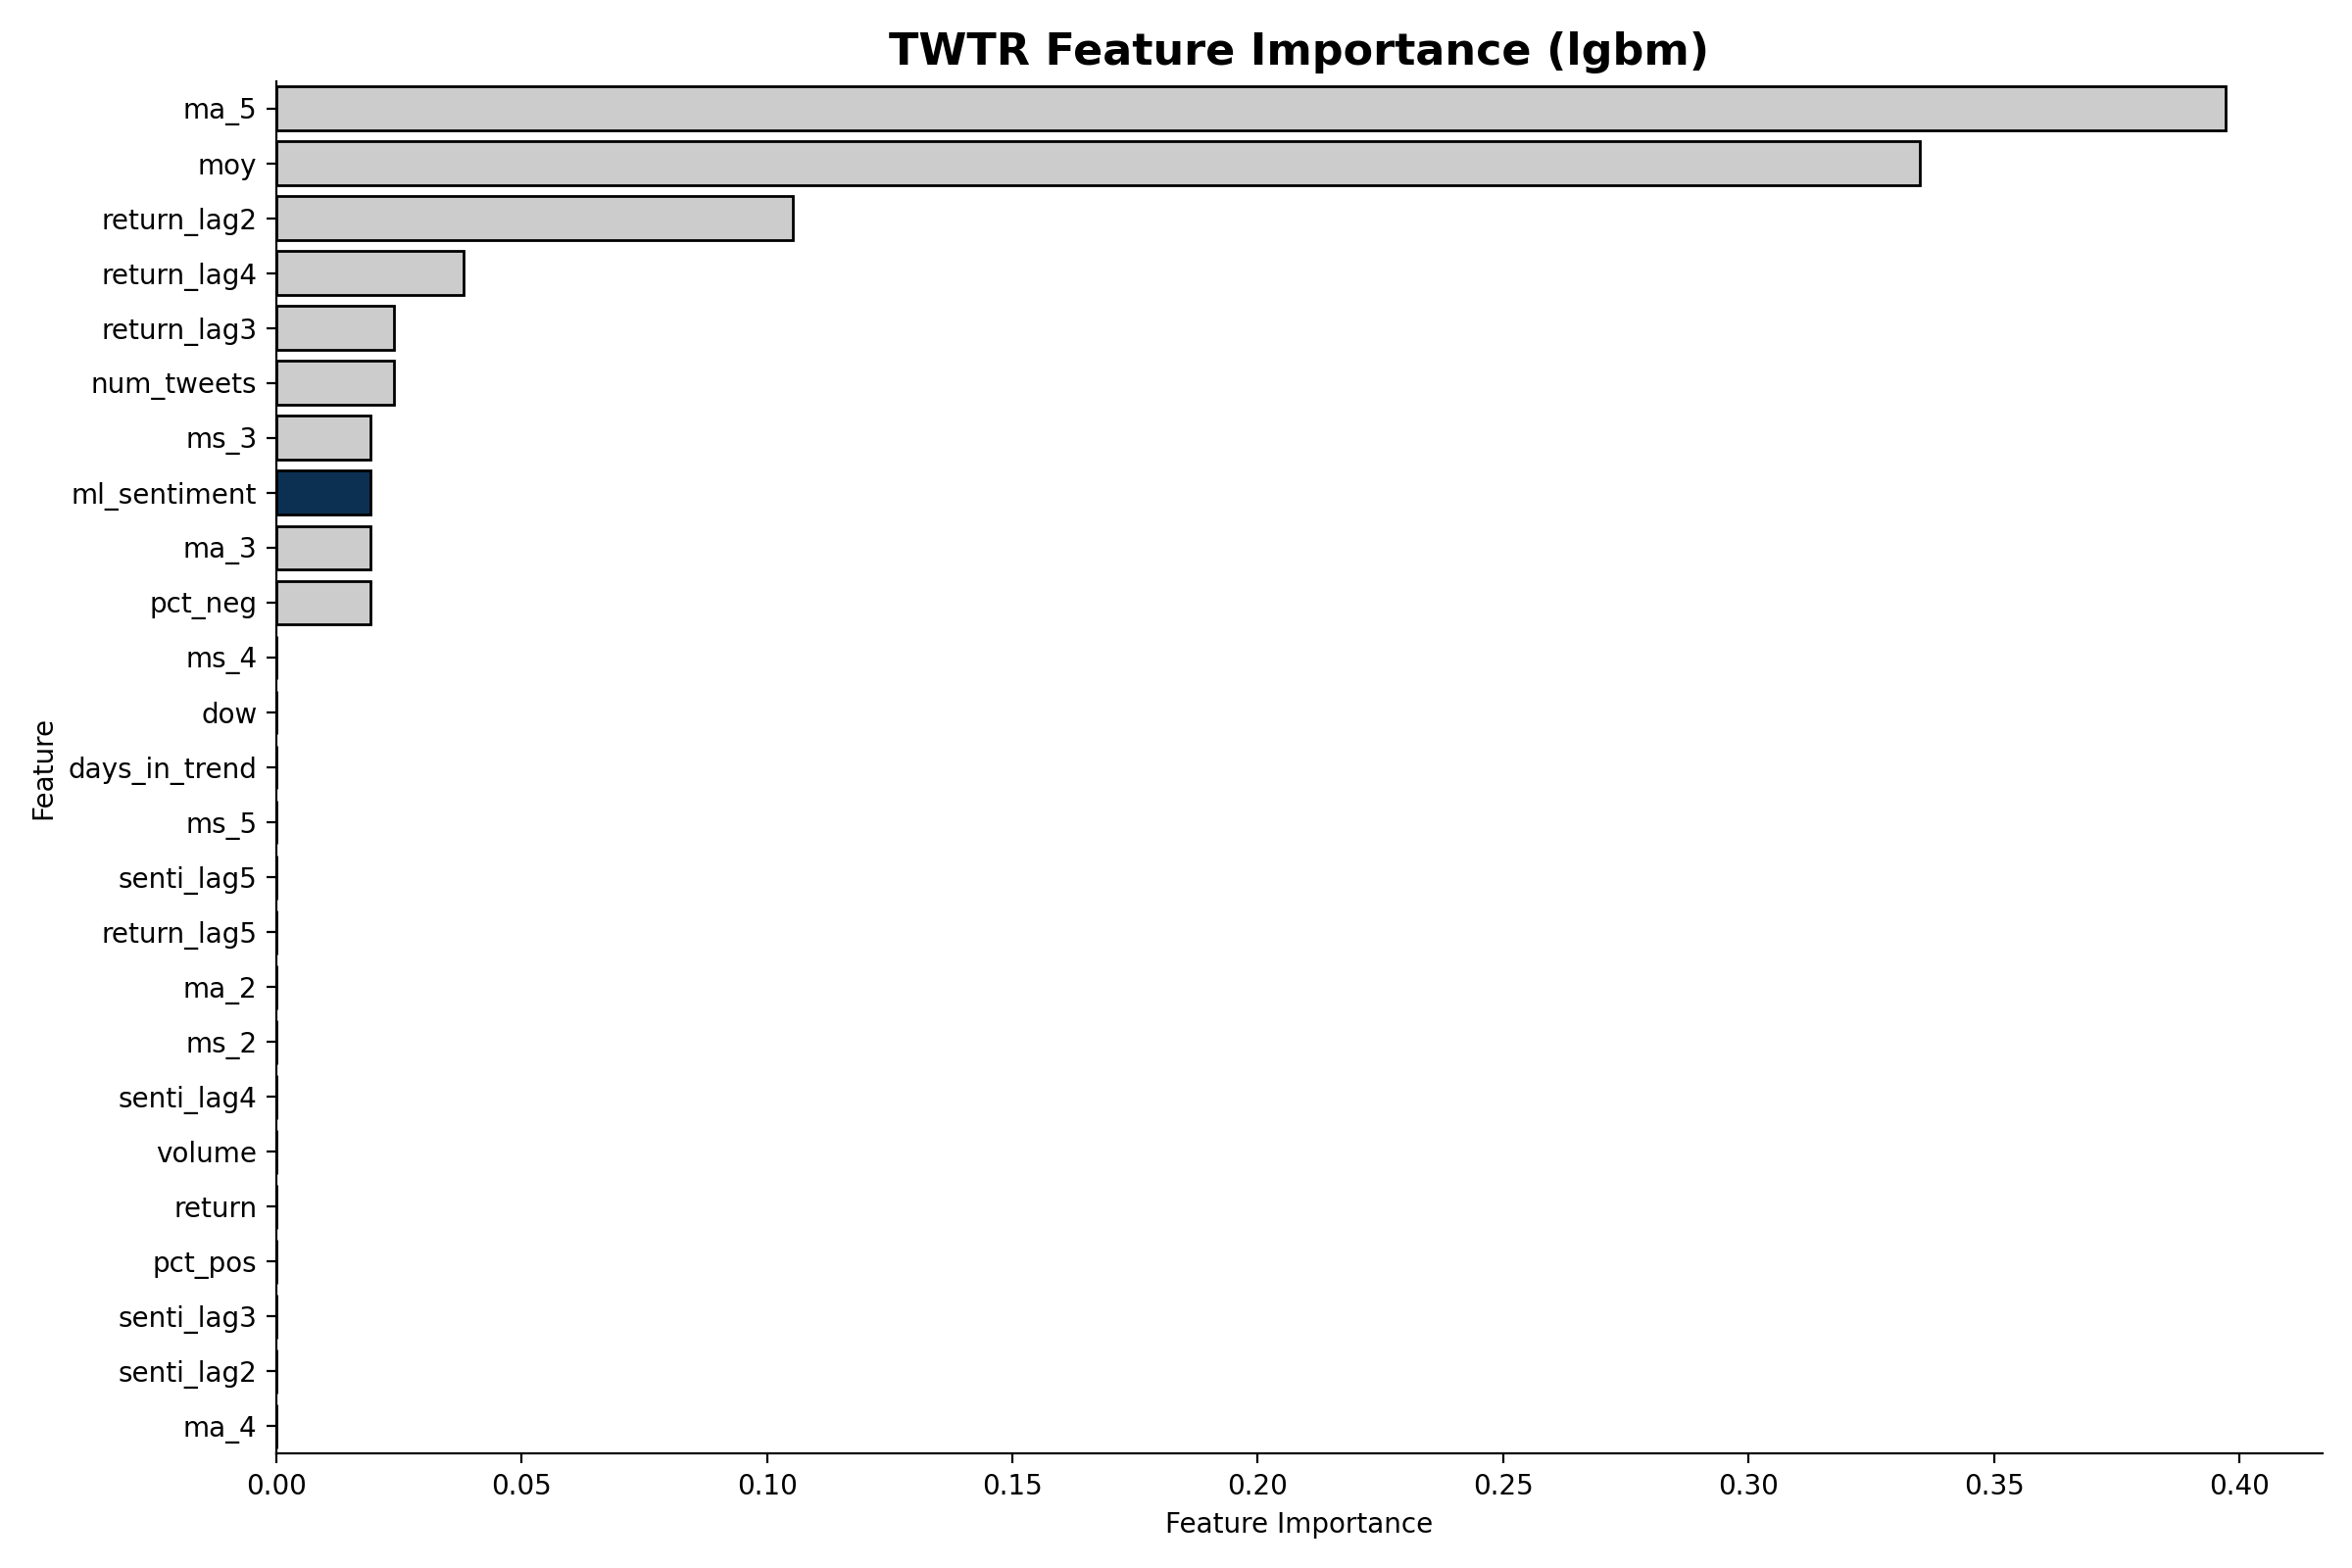 TWTR Feature Importance (lgbm)
ma_5
moy
return_lag2
return_lag4
return_lag3
num_tweets
ms_3
ml_sentiment
ma_3
pct_neg
ms_4
dow
days_in_trend
ms_5
senti_lag5
return_lag5
ma_2
ms_2
senti_lag4
volume
return
pct_pos
senti_lag3
senti_lag2
ma_4
Feature
0.00 0.05 0.10 0.15 0.20 0.25 0.30 0.35 0.40
Feature Importance